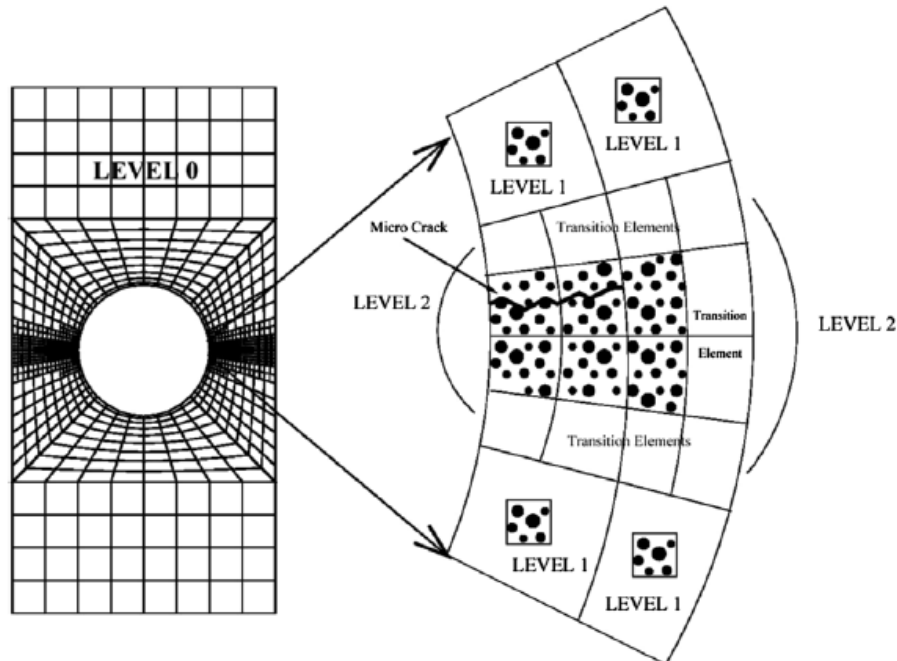 LEVEL 0
LEVEL 1
LEVEL 1
Micro Crack
Transition Elements
LEVEL 2
Transition
Element
LEVEL 2
Transition Elements
LEVEL 1
LEVEL 1